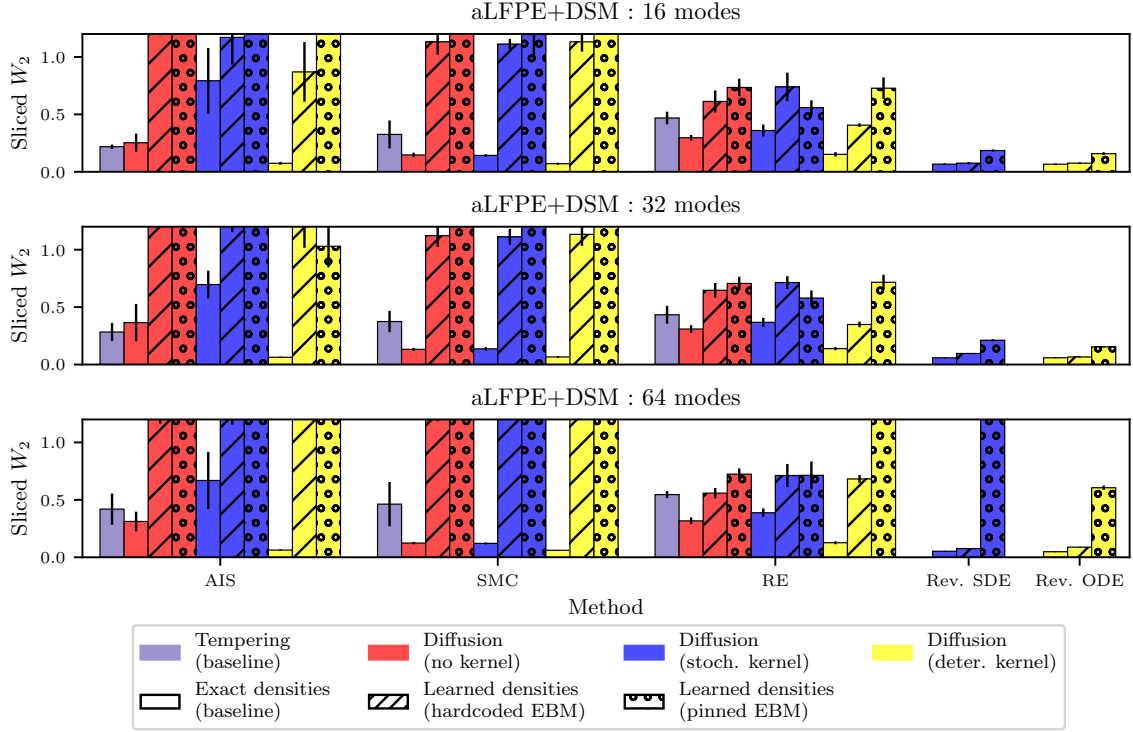 aLFPE+DSM : 16 modes
Sliced W₂
1.0
0.5
0.0
aLFPE+DSM : 32 modes
Sliced W₂
1.0
0.5
0.0
aLFPE+DSM : 64 modes
Sliced W₂
1.0
0.5
0.0
AIS SMC RE Rev. SDE Rev. ODE
Method
Tempering
(baseline)
Diffusion
(no kernel)
Diffusion
(stoch. kernel)
Diffusion
(deter. kernel)
Exact densities
(baseline)
Learned densities
(hardcoded EBM)
Learned densities
(pinned EBM)